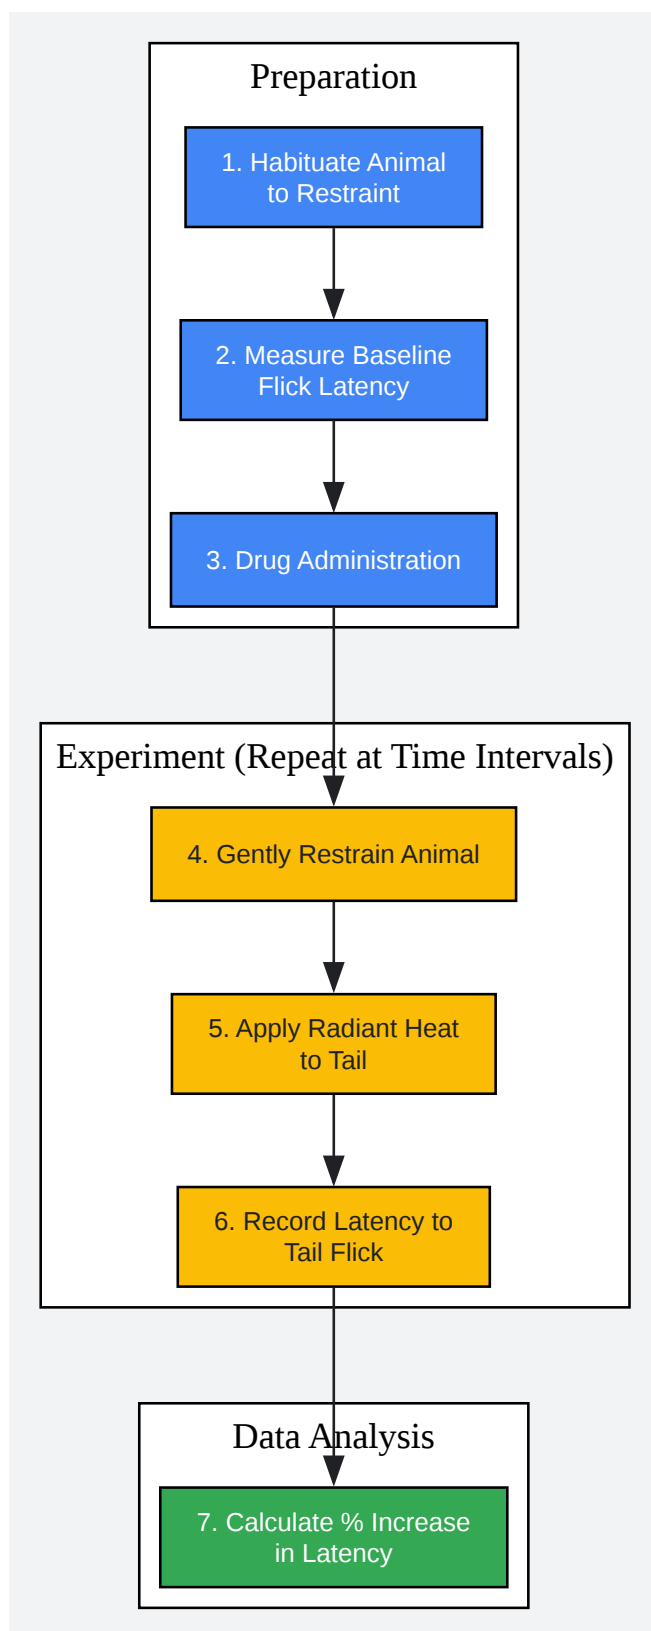 Preparation
1. Habituate Animal
to Restraint
2. Measure Baseline
Flick Latency
3. Drug Administration
Experiment (Repeat at Time Intervals)
4. Gently Restrain Animal
5. Apply Radiant Heat
to Tail
6. Record Latency to
Tail Flick
Data Analysis
7. Calculate % Increase
in Latency